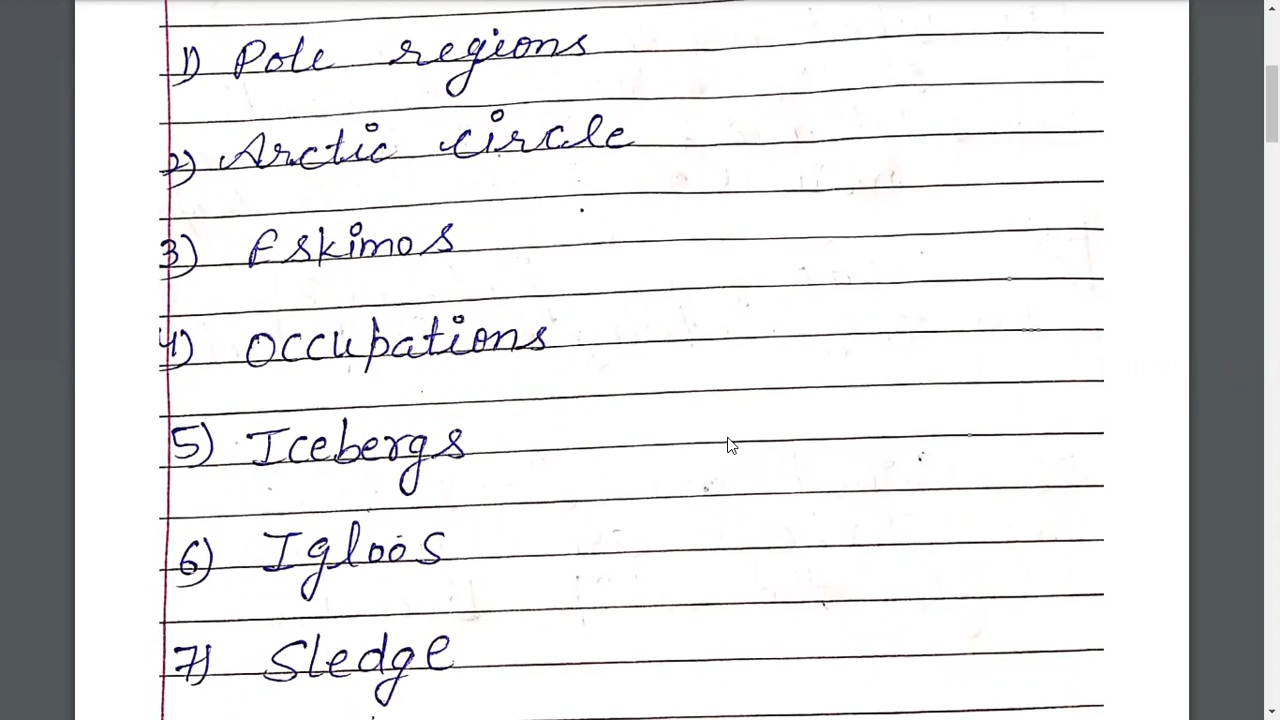 1) Pole regions
2) Arctic circle
3) Eskimos
4) Occupations
5) Icebergs
6) Igloos
7) Sledge